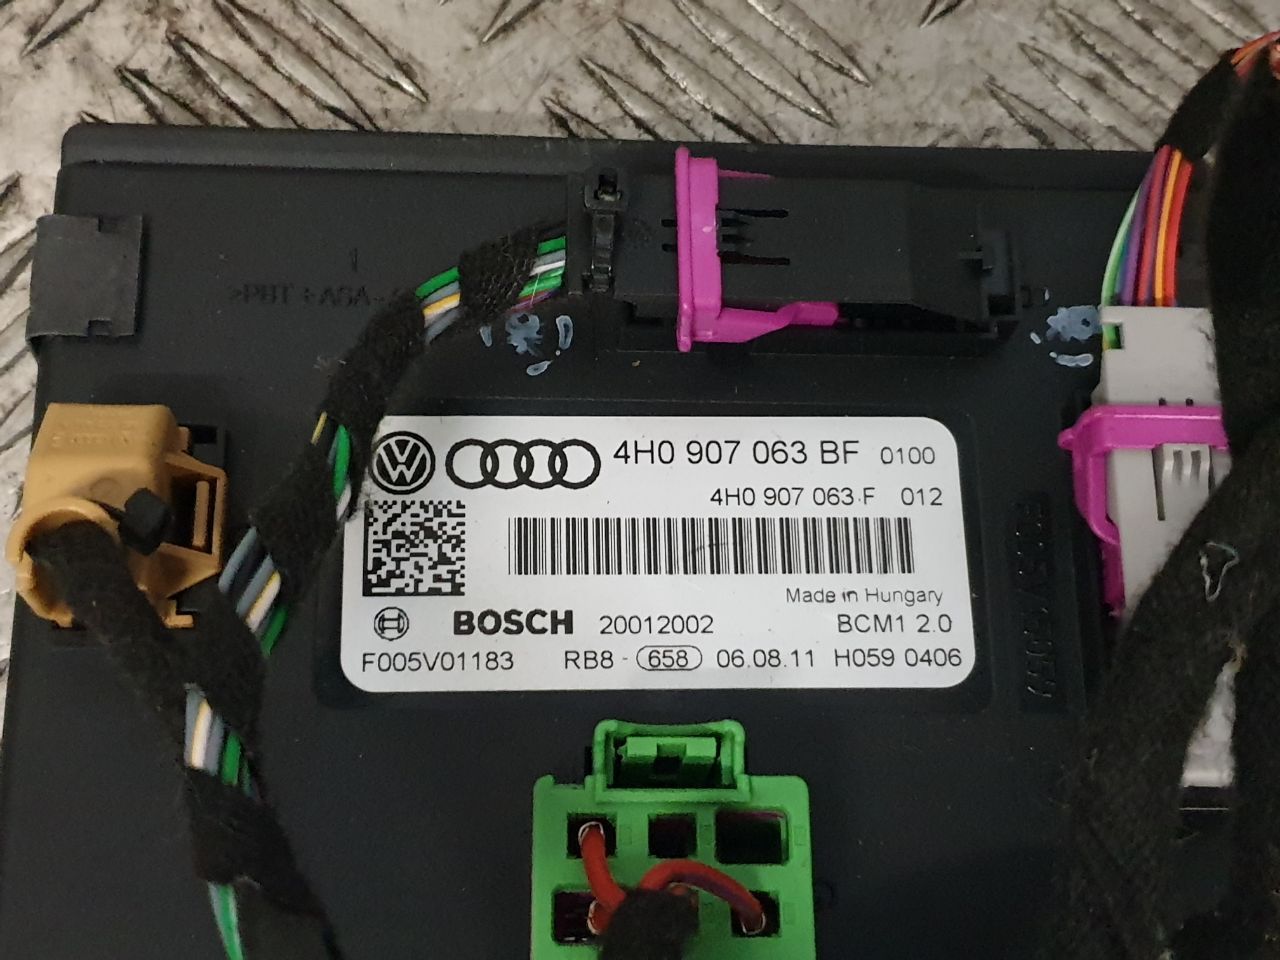 4H0 907 063 BF 0100
4H0 907 063 F 012
Made in Hungary
BOSCH 20012002 BCM1 2.0
F005V01183 RB8 - 658 06.08.11 H059 0406